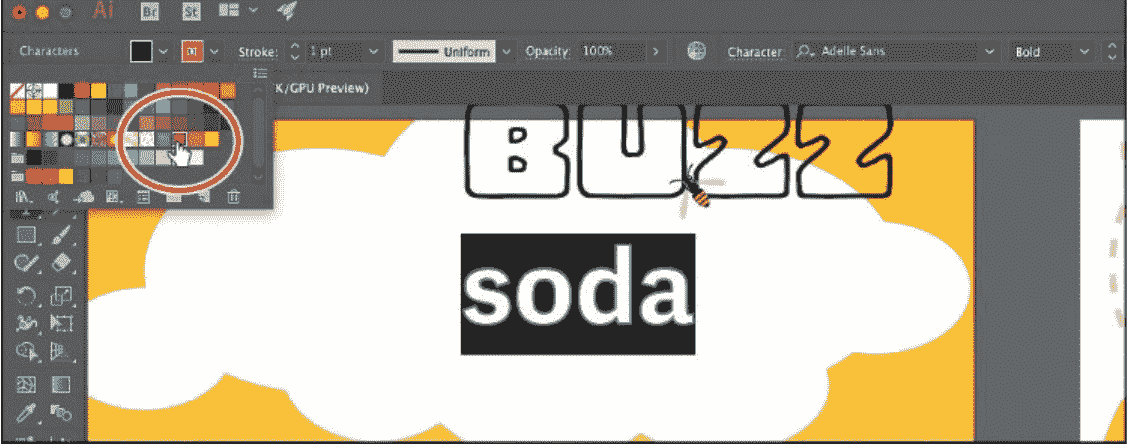 Ai Br St
Characters Stroke: 1 pt Uniform Opacity: 100% Character: Adelle Sans Bold
K/GPU Preview)
BUZZ
soda